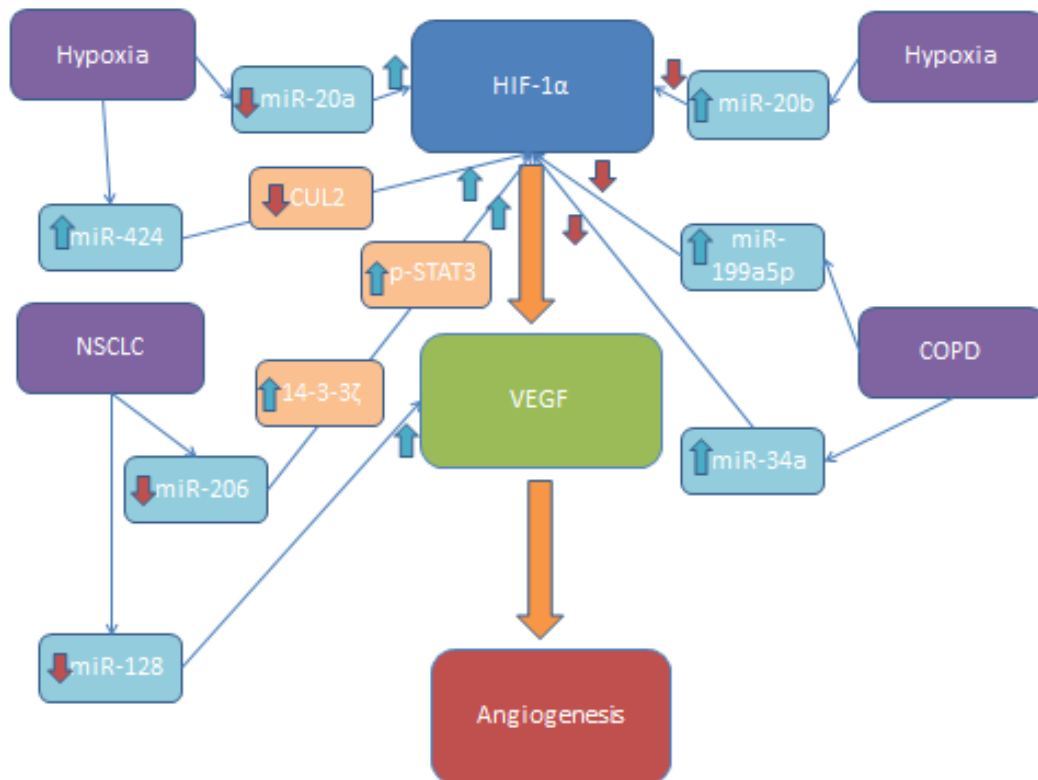 Hypoxia
HIF-1α
Hypoxia
miR-20a
miR-20b
CUL2
miR-424
miR-
199a5p
p-STAT3
NSCLC
COPD
14-3-3ζ
VEGF
miR-34a
miR-206
miR-128
Angiogenesis